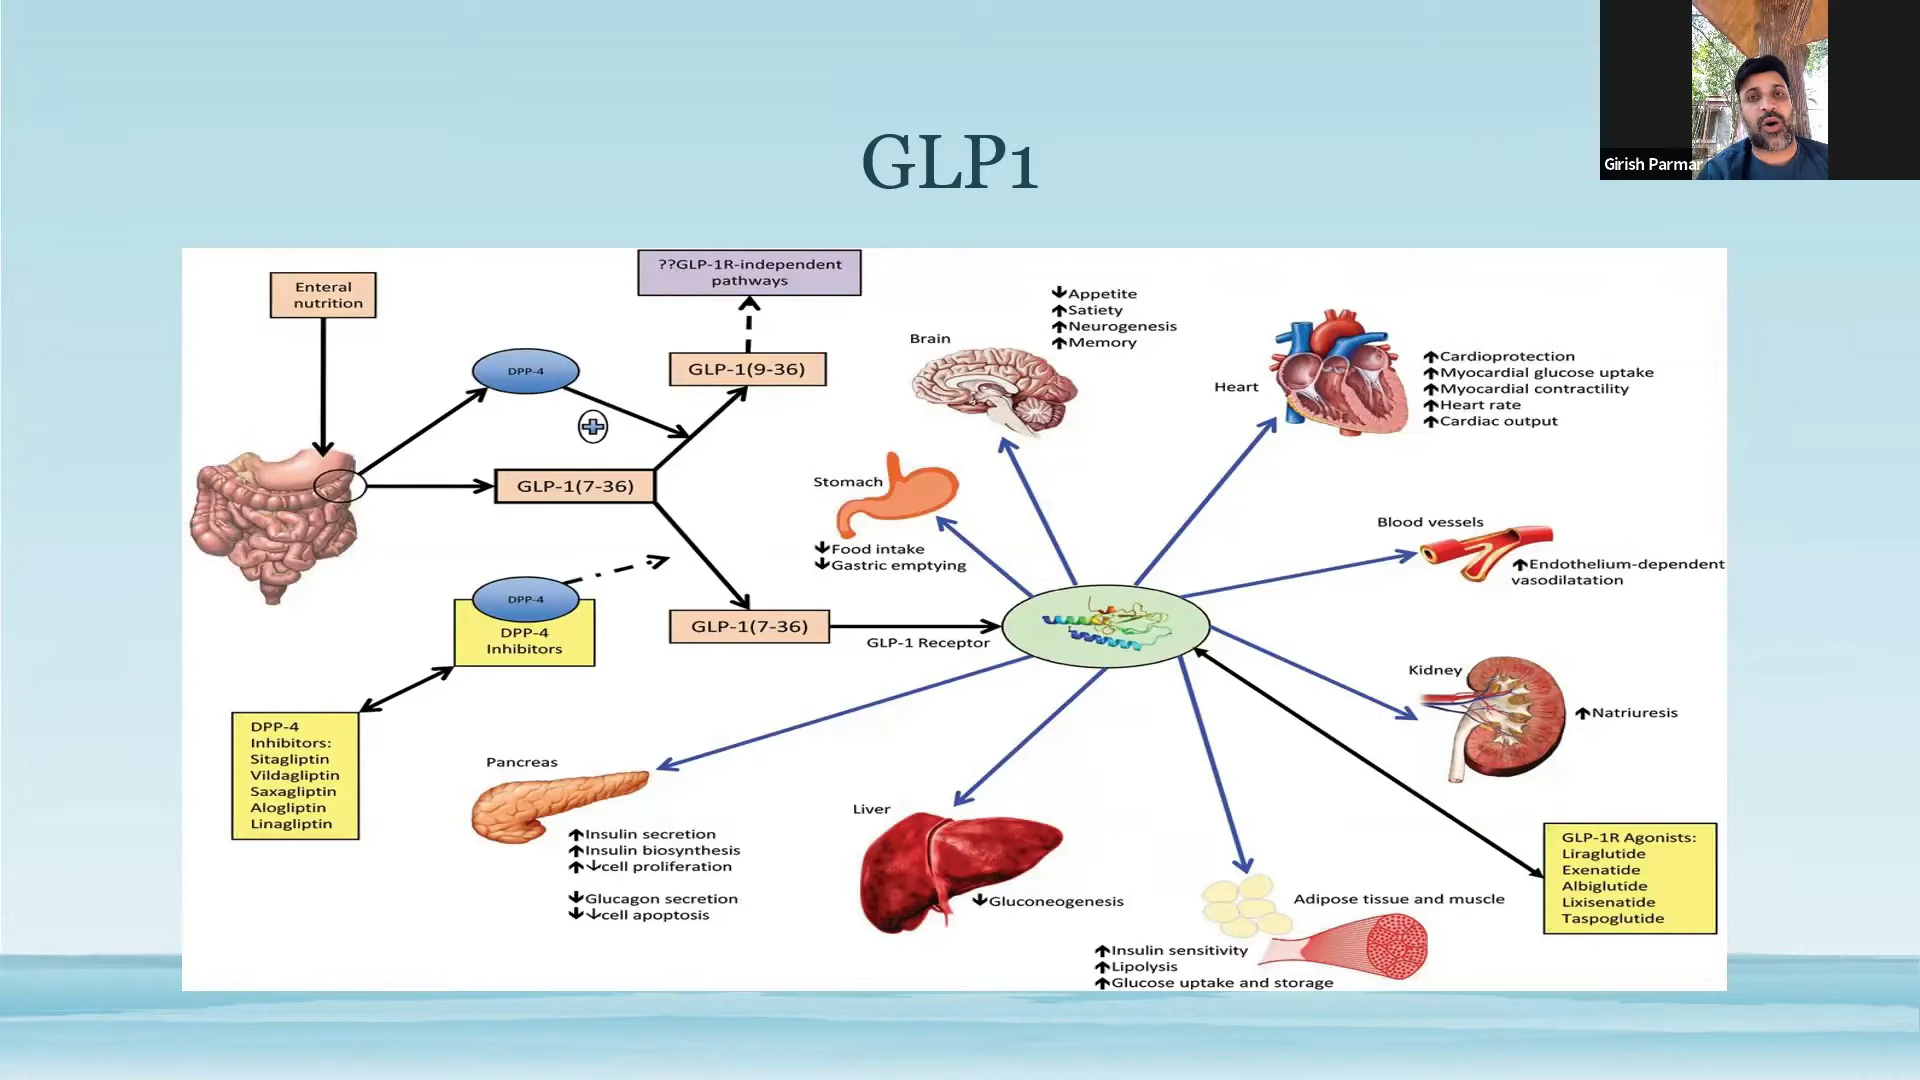 Girish Parmar
GLP1
Enteral
nutrition
??GLP-1R-independent
pathways
DPP-4
GLP-1(9-36)
GLP-1(7-36)
DPP-4
DPP-4
Inhibitors
GLP-1(7-36)
GLP-1 Receptor
DPP-4
Inhibitors:
Sitagliptin
Vildagliptin
Saxagliptin
Alogliptin
Linagliptin
Brain
↓Appetite
↑Satiety
↑Neurogenesis
↑Memory
Heart
↑Cardioprotection
↑Myocardial glucose uptake
↑Myocardial contractility
↑Heart rate
↑Cardiac output
Stomach
↓Food intake
↓Gastric emptying
Blood vessels
↑Endothelium-dependent
vasodilatation
Kidney
↑Natriuresis
Pancreas
↑Insulin secretion
↑Insulin biosynthesis
↑↓cell proliferation
↓Glucagon secretion
↓↓cell apoptosis
Liver
↓Gluconeogenesis
Adipose tissue and muscle
↑Insulin sensitivity
↑Lipolysis
↑Glucose uptake and storage
GLP-1R Agonists:
Liraglutide
Exenatide
Albiglutide
Lixisenatide
Taspoglutide